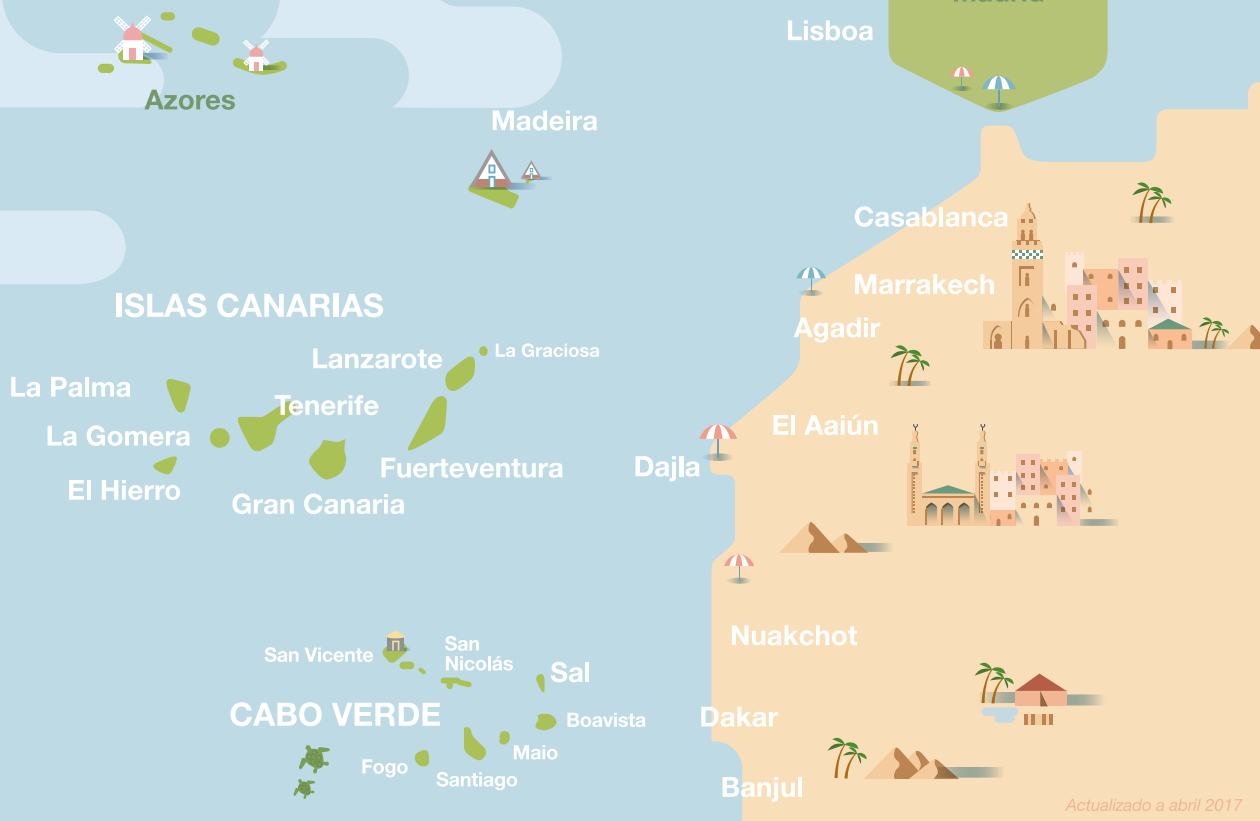 Madrid
Lisboa
Azores
Madeira
Casablanca
Marrakech
ISLAS CANARIAS
Agadir
La Graciosa
Lanzarote
La Palma
Tenerife
El Aaiún
La Gomera
Dajla
Fuerteventura
El Hierro
Gran Canaria
Nuakchot
San Vicente
San
Nicolás
Sal
CABO VERDE
Boavista
Dakar
Maio
Fogo
Santiago
Banjul
Actualizado a abril 2017